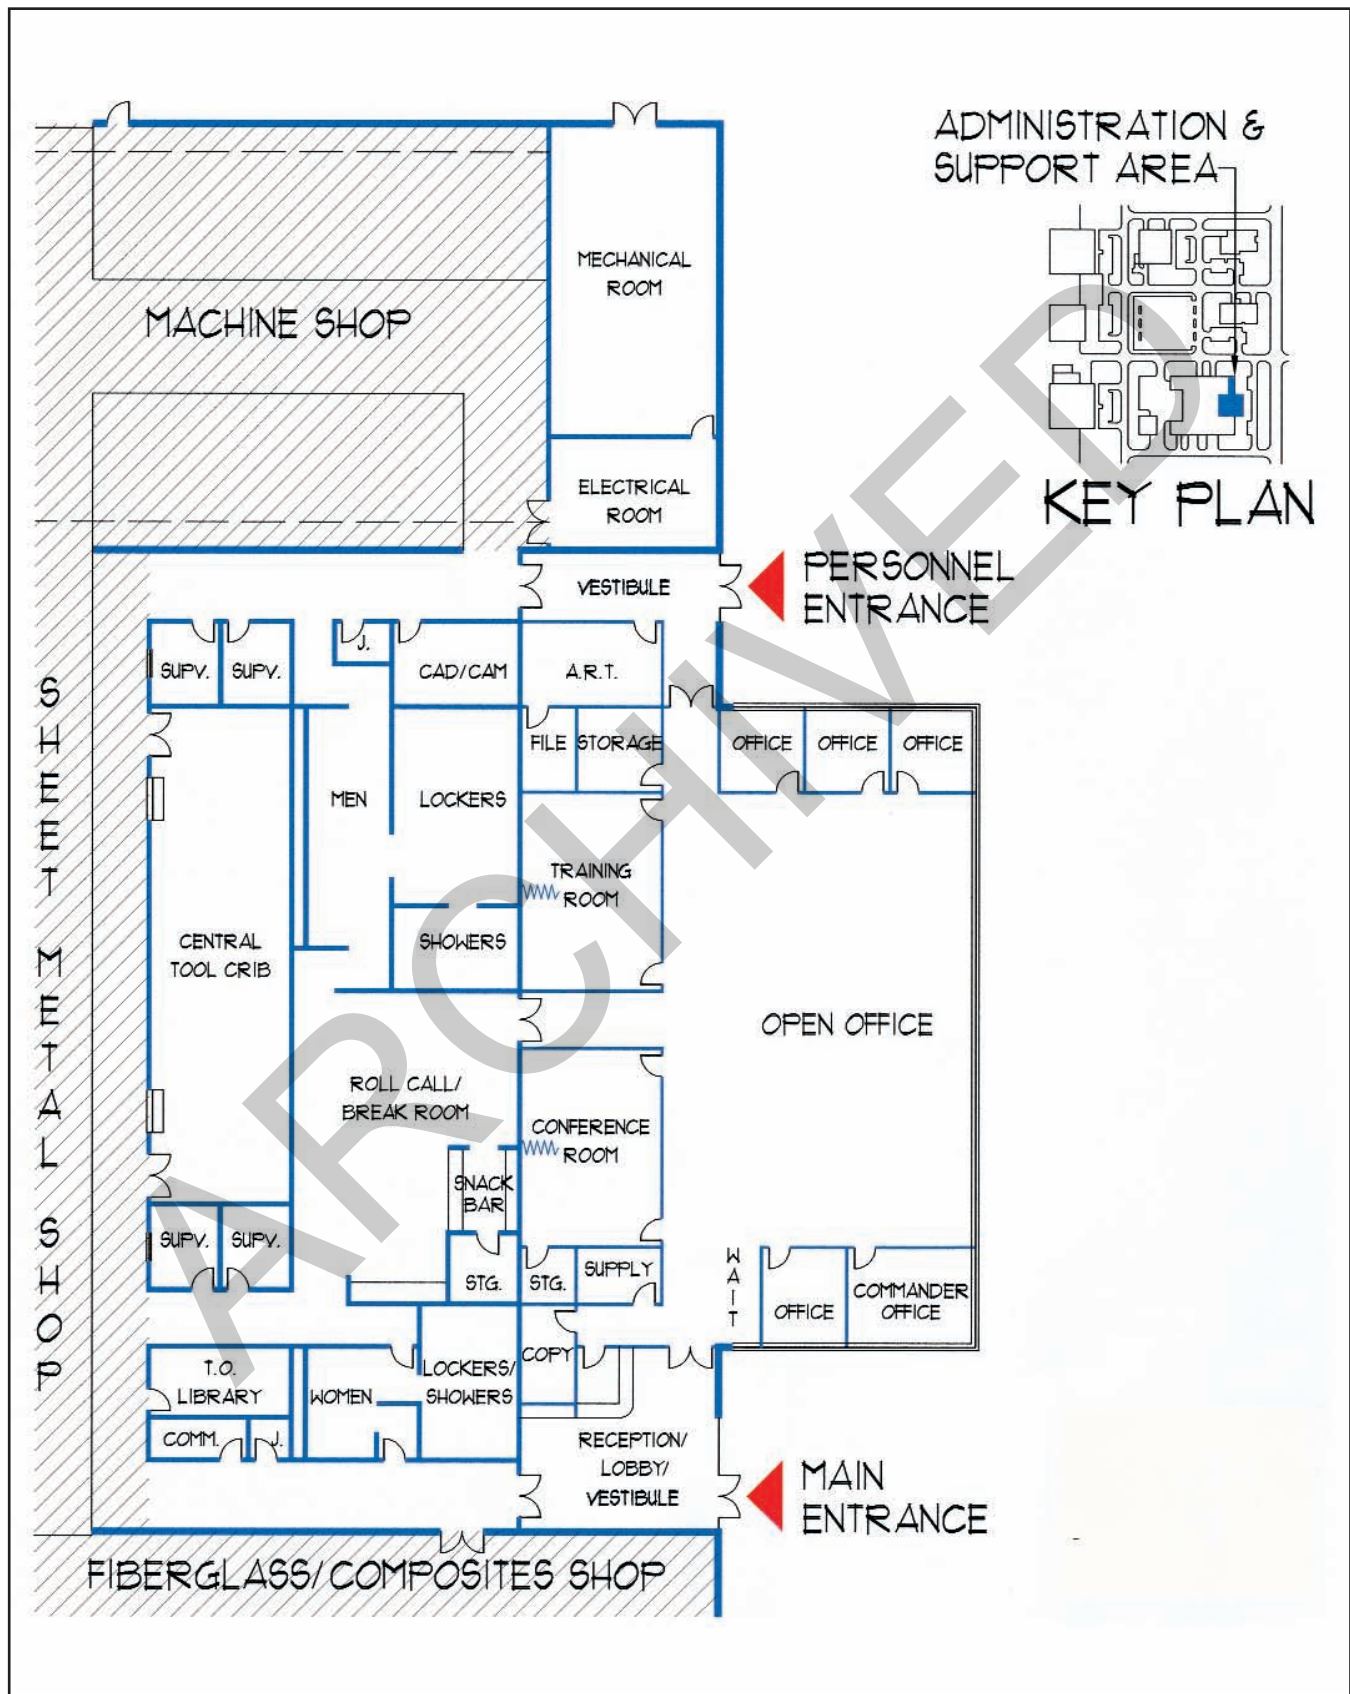 ADMINISTRATION &
SUPPORT AREA
KEY PLAN
MECHANICAL
ROOM
MACHINE SHOP
ELECTRICAL
ROOM
VESTIBULE
PERSONNEL
ENTRANCE
J.
SUPV.
SUPV.
CAD/CAM
A.R.T.
SHEET METAL SHOP
FILE
STORAGE
OFFICE
OFFICE
OFFICE
MEN
LOCKERS
TRAINING
ROOM
CENTRAL
TOOL CRIB
SHOWERS
OPEN OFFICE
ROLL CALL/
BREAK ROOM
CONFERENCE
ROOM
SNACK
BAR
SUPV.
SUPV.
STG.
STG.
SUPPLY
WAIT
OFFICE
COMMANDER
OFFICE
T.O.
LIBRARY
WOMEN
LOCKERS/
SHOWERS
COPY
COMM.
J.
RECEPTION/
LOBBY/
VESTIBULE
MAIN
ENTRANCE
FIBERGLASS/COMPOSITES SHOP
ARCHIVED